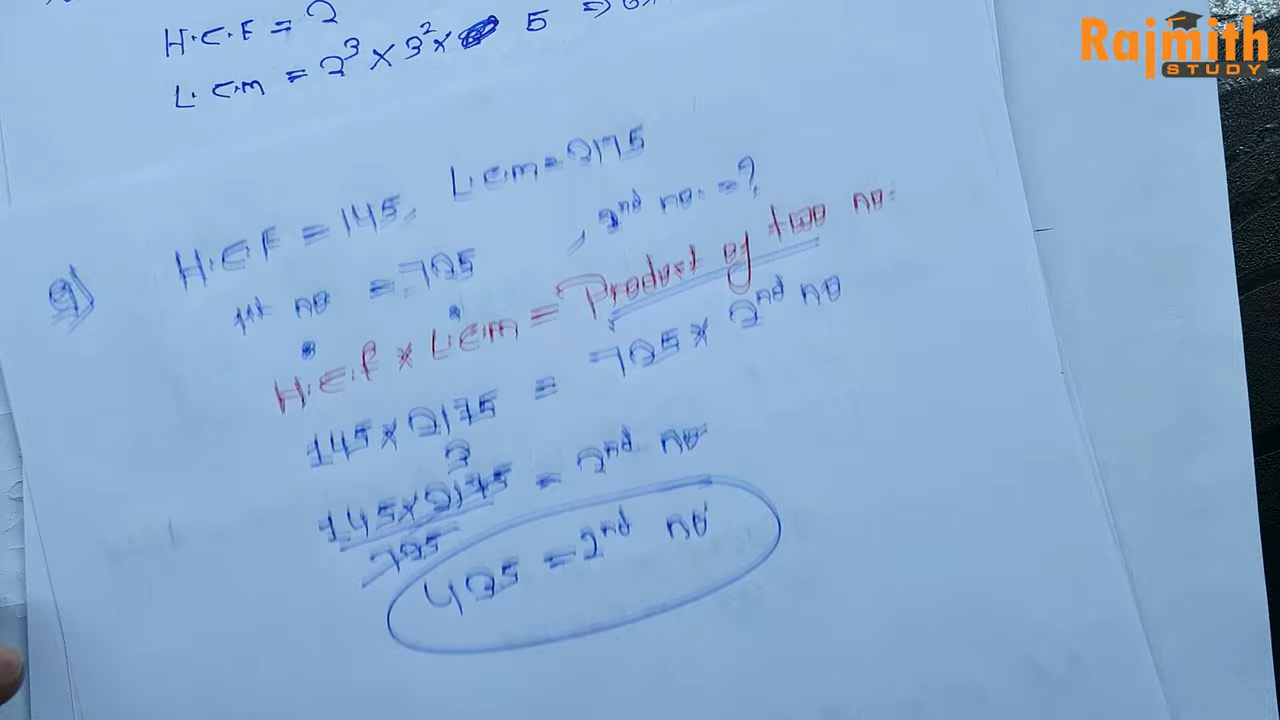 Rajmith
STUDY
H.C.F = 2
L.C.M = 2³ × 3² × 5 ⇒
9) H.C.F = 145, L.C.M = 2175
1st no = 725, 2nd no. = ?
H.C.F × L.C.M = Product of two no.
145 × 2175 = 725 × 2nd no
3
145 × 2175 = 2nd no.
725
435 = 2nd no